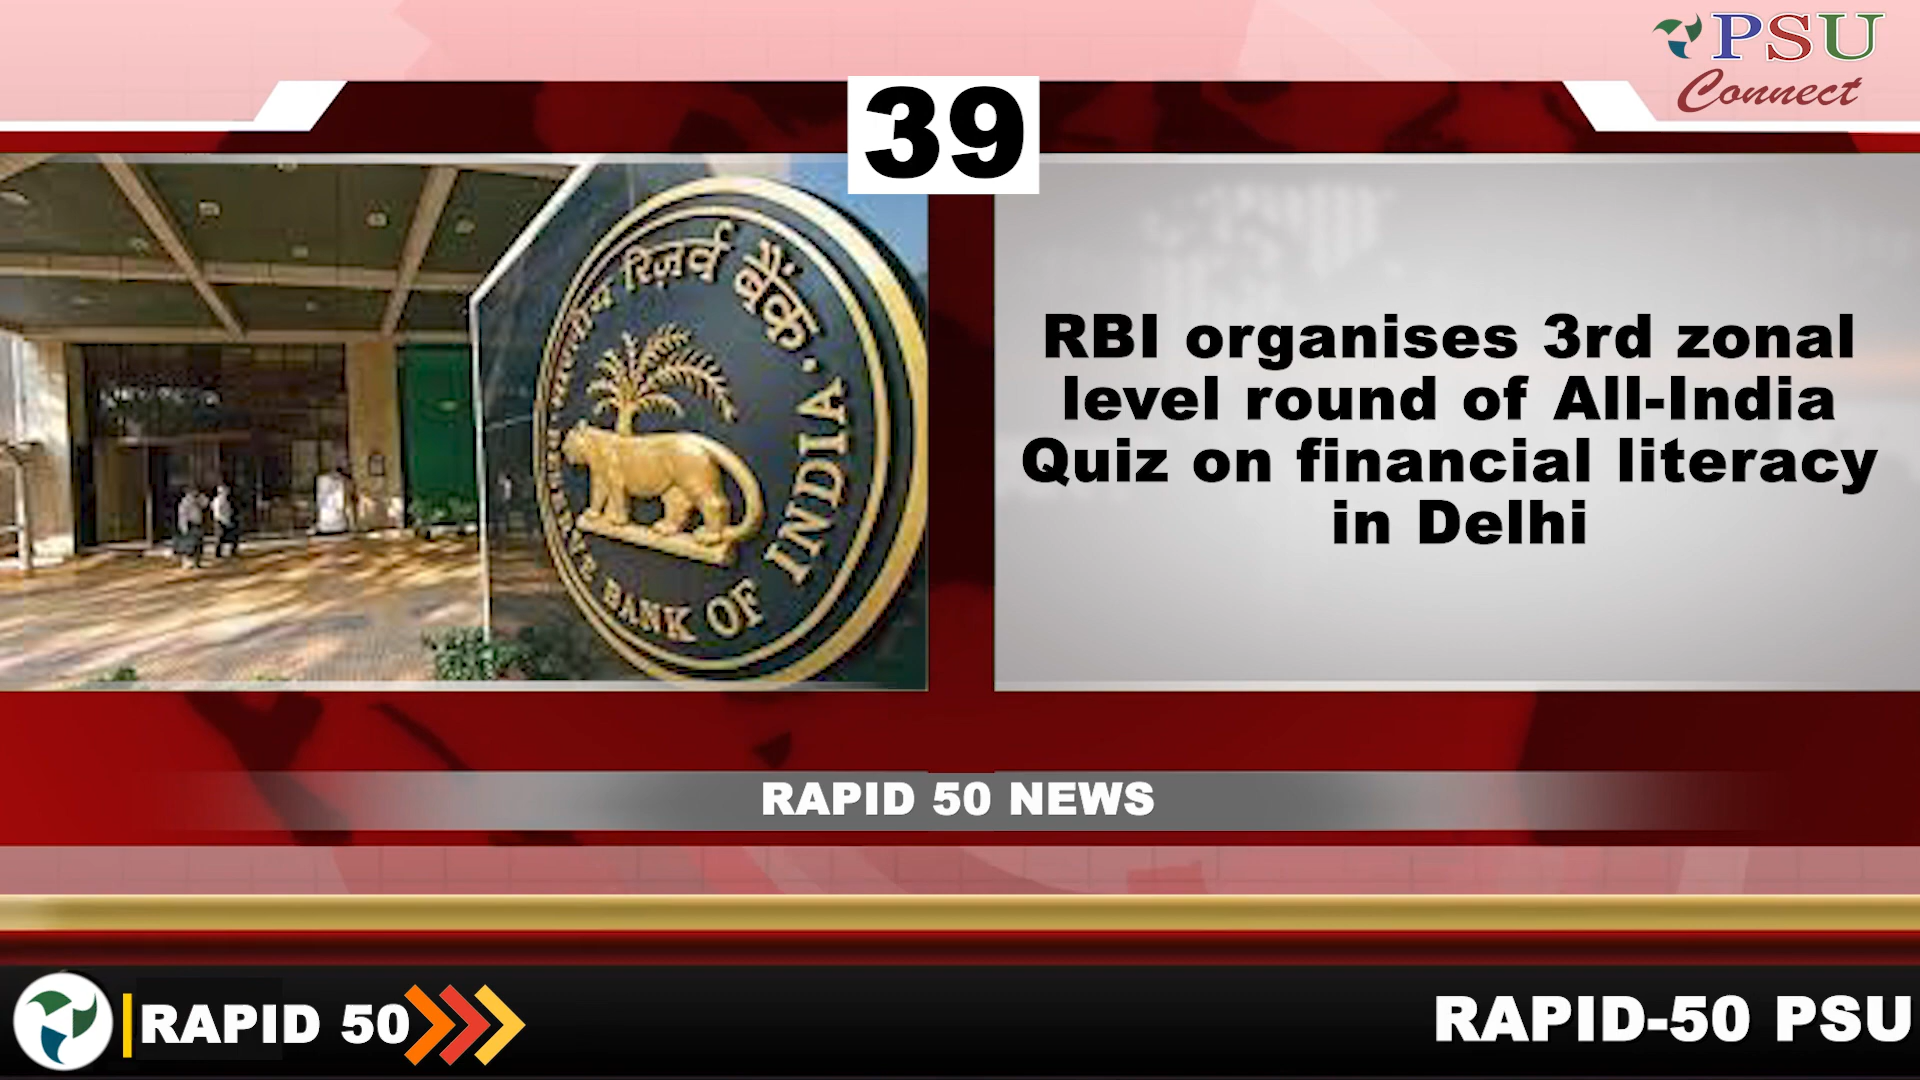 PSU
Connect
39
भारतीय रिज़र्व बैंक
RESERVE BANK OF INDIA
RBI organises 3rd zonal
level round of All-India
Quiz on financial literacy
in Delhi
RAPID 50 NEWS
RAPID 50
RAPID-50 PSU